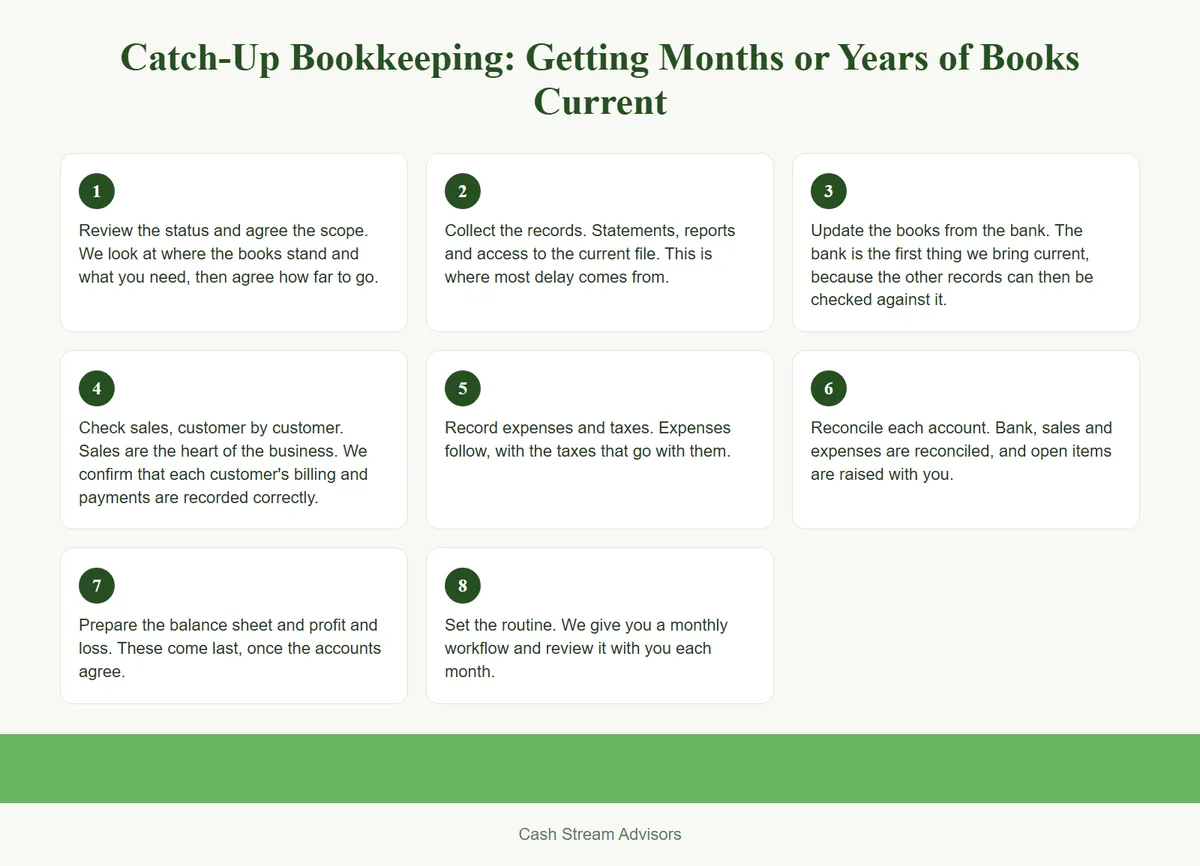 Catch-Up Bookkeeping: Getting Months or Years of Books
Current
1
Review the status and agree the scope.
We look at where the books stand and
what you need, then agree how far to go.
2
Collect the records. Statements, reports
and access to the current file. This is
where most delay comes from.
3
Update the books from the bank. The
bank is the first thing we bring current,
because the other records can then be
checked against it.
4
Check sales, customer by customer.
Sales are the heart of the business. We
confirm that each customer's billing and
payments are recorded correctly.
5
Record expenses and taxes. Expenses
follow, with the taxes that go with them.
6
Reconcile each account. Bank, sales and
expenses are reconciled, and open items
are raised with you.
7
Prepare the balance sheet and profit and
loss. These come last, once the accounts
agree.
8
Set the routine. We give you a monthly
workflow and review it with you each
month.
Cash Stream Advisors